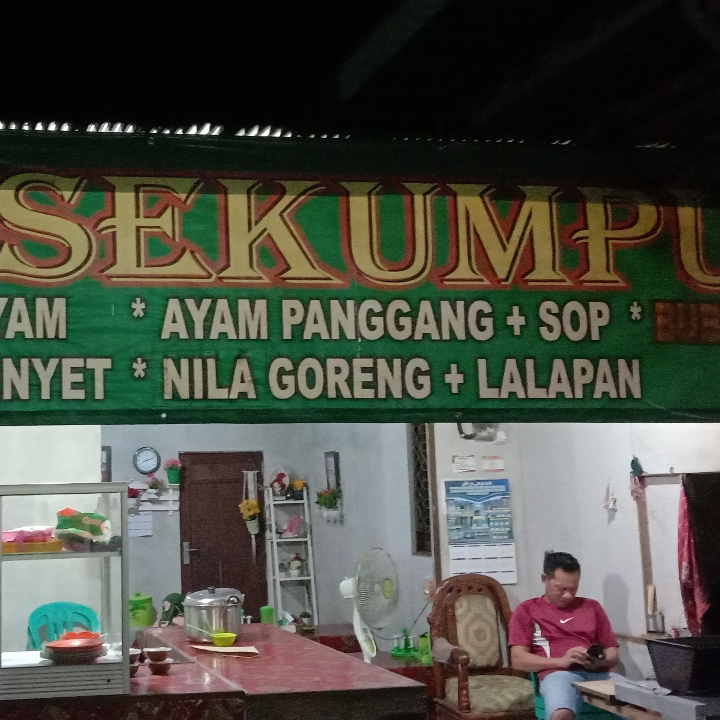 SEKUMPU
YAM * AYAM PANGGANG + SOP *
NYET * NILA GORENG + LALAPAN